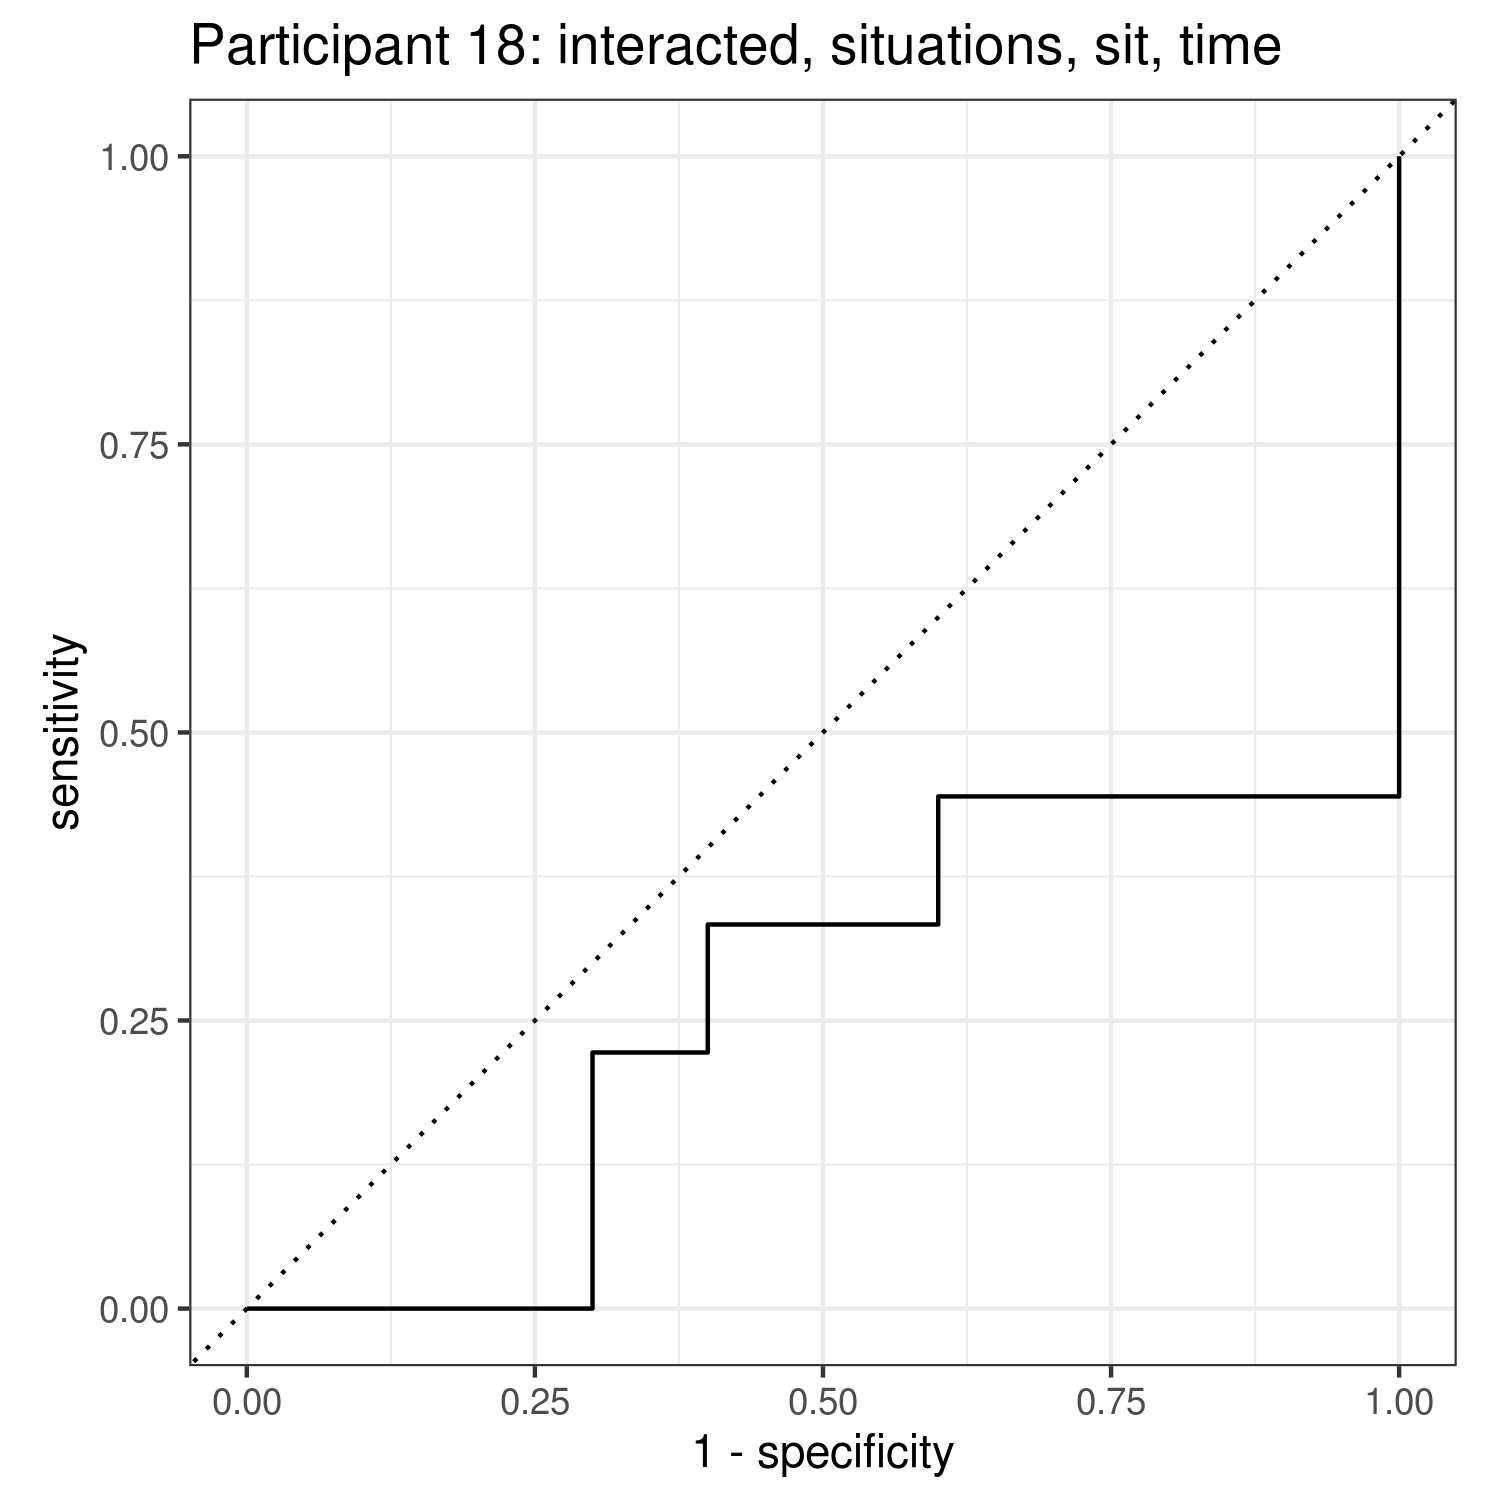 Participant 18: interacted, situations, sit, time
1.00
0.75
0.50
0.25
0.00
sensitivity
0.00 0.25 0.50 0.75 1.00
1 - specificity